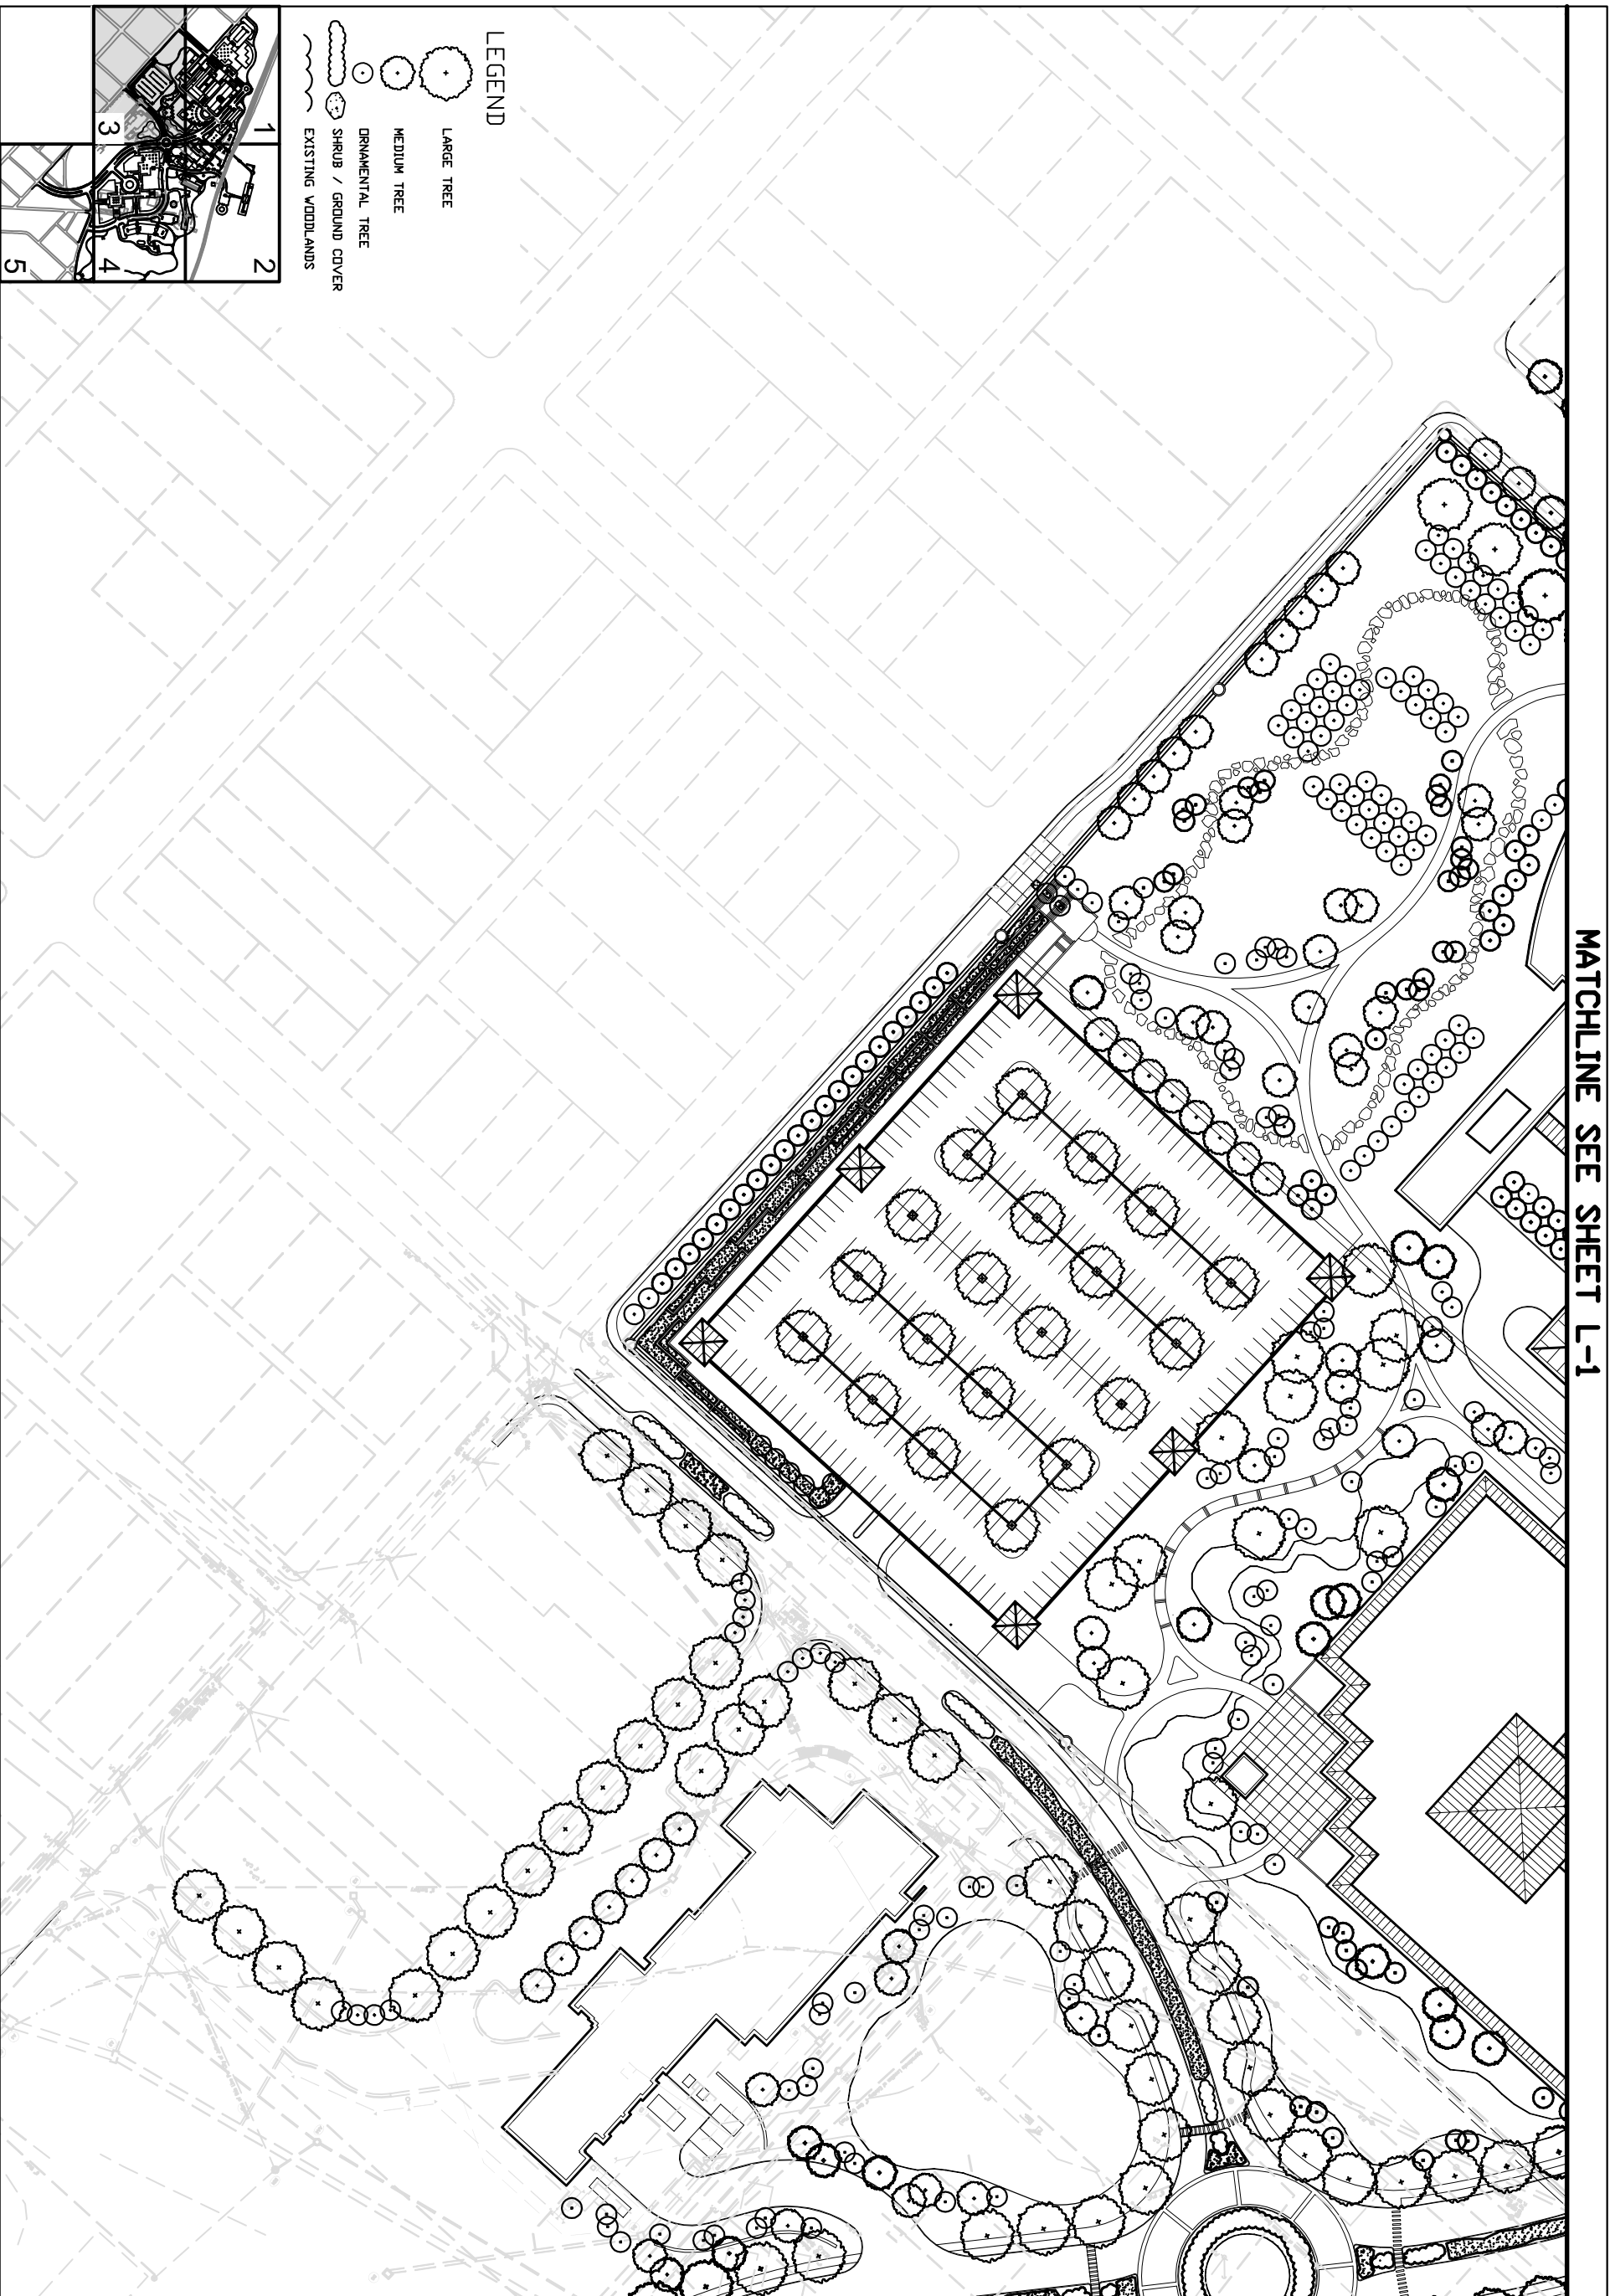 MATCHLINE SEE SHEET L-1
LEGEND
LARGE TREE
MEDIUM TREE
ORNAMENTAL TREE
SHRUB / GROUND COVER
EXISTING WOODLANDS
1
2
3
4
5